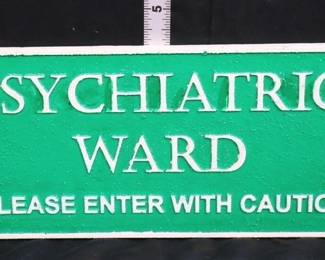 5
SYCHIATRIC
WARD
LEASE ENTER WITH CAUTIO